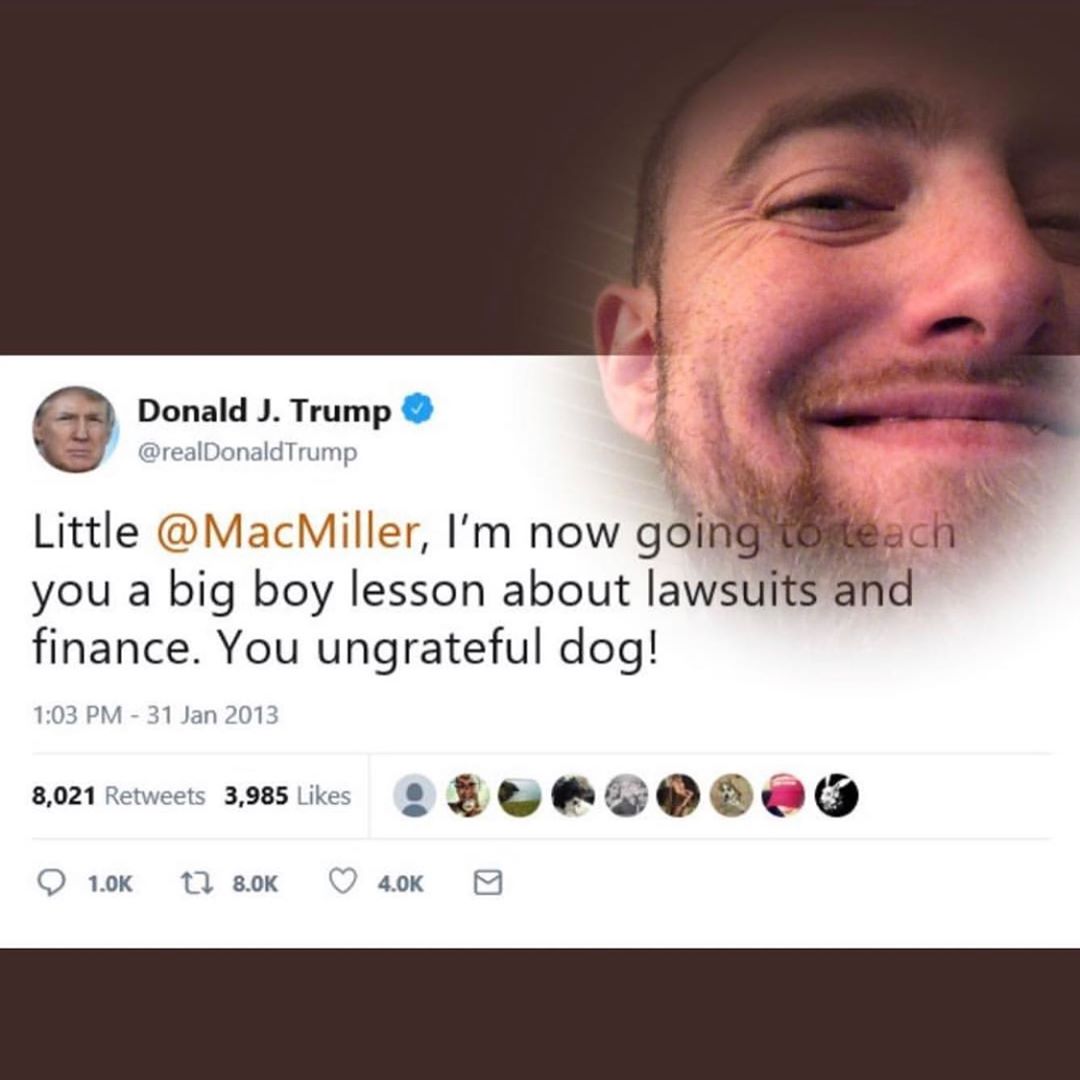 Donald J. Trump
@realDonaldTrump
Little @MacMiller, I'm now going to teach
you a big boy lesson about lawsuits and
finance. You ungrateful dog!
1:03 PM - 31 Jan 2013
8,021 Retweets 3,985 Likes
1.0K 8.0K 4.0K